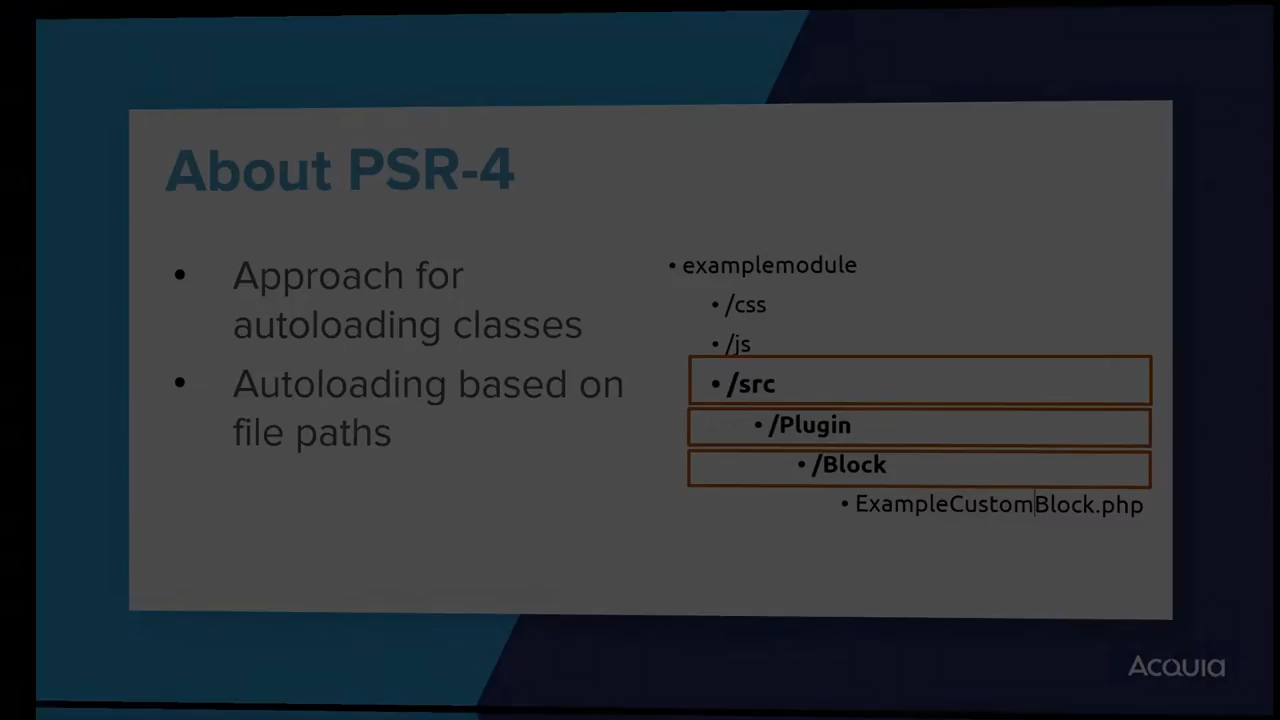 About PSR-4
• Approach for
autoloading classes
• Autoloading based on
file paths
• examplemodule
• /css
• /js
• /src
• /Plugin
• /Block
• ExampleCustomBlock.php
Acquia